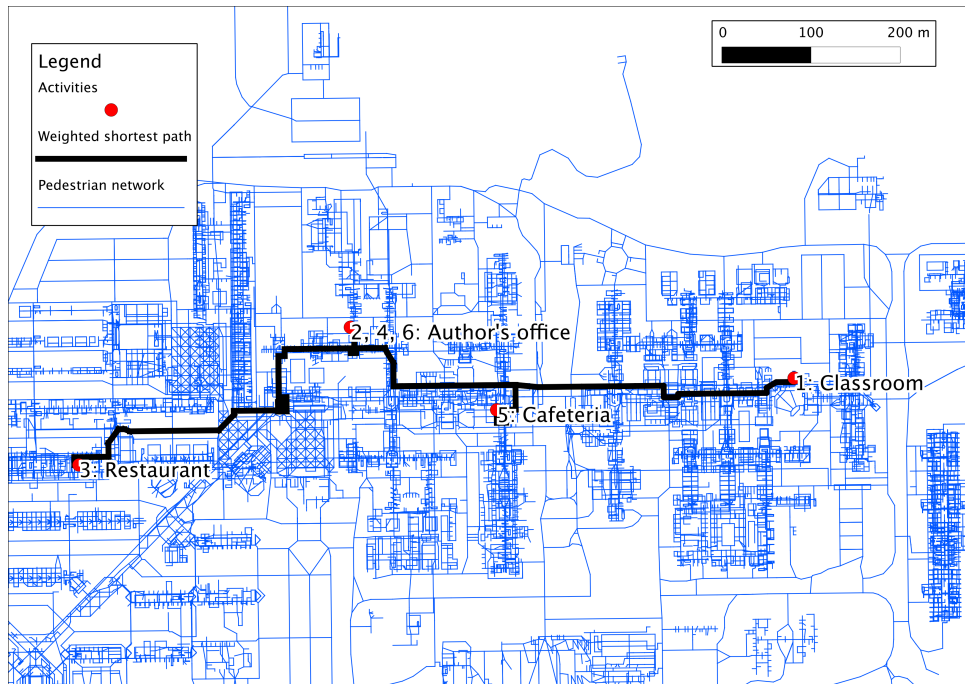 0 100 200 m
Legend
Activities
Weighted shortest path
Pedestrian network
2, 4, 6: Author's office
1: Classroom
5: Cafeteria
3: Restaurant